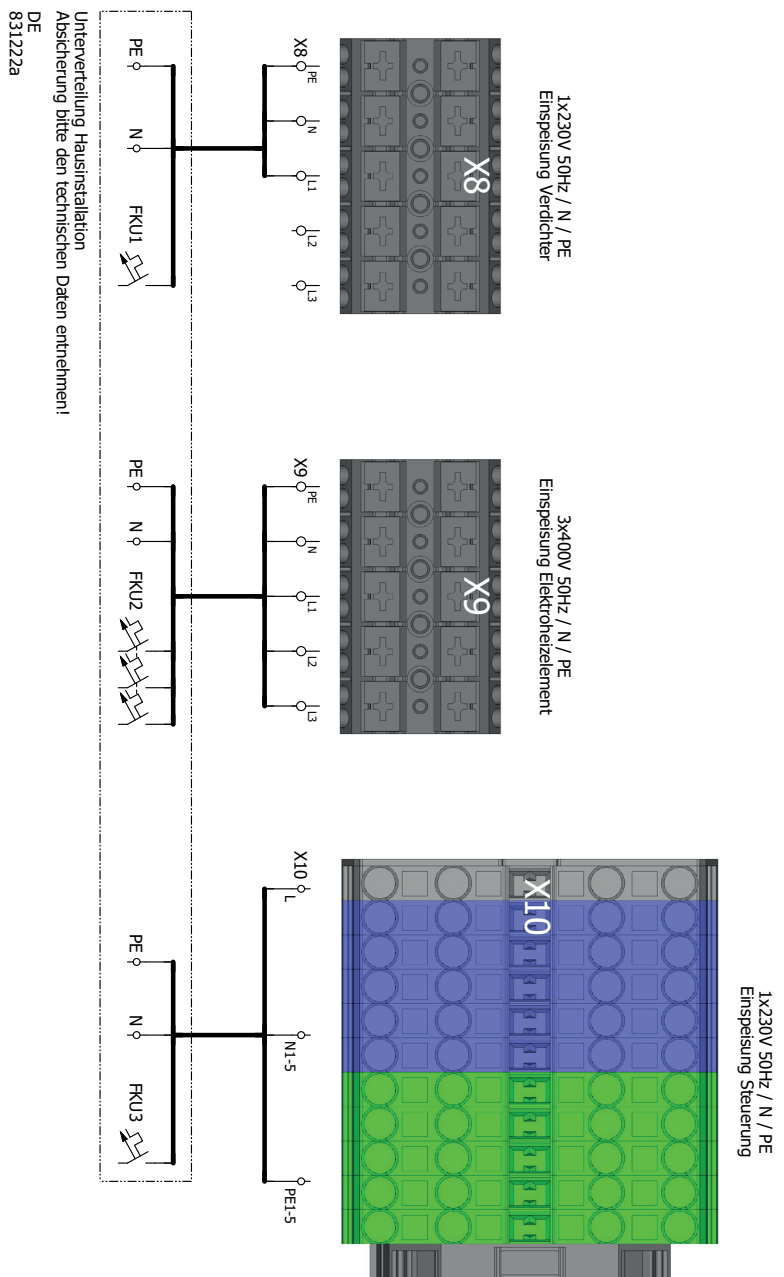 1x230V 50Hz / N / PE
Einspeisung Verdichter
X8
X8
PE
N
L1
L2
L3
PE
N
FKU1
3x400V 50Hz / N / PE
Einspeisung Elektroheizelement
X9
X9
PE
N
L1
L2
L3
PE
N
FKU2
1x230V 50Hz / N / PE
Einspeisung Steuerung
X10
X10
L
N1-5
PE1-5
PE
N
FKU3
Unterverteilung Hausinstallation
Absicherung bitte den technischen Daten entnehmen!
DE
831222a